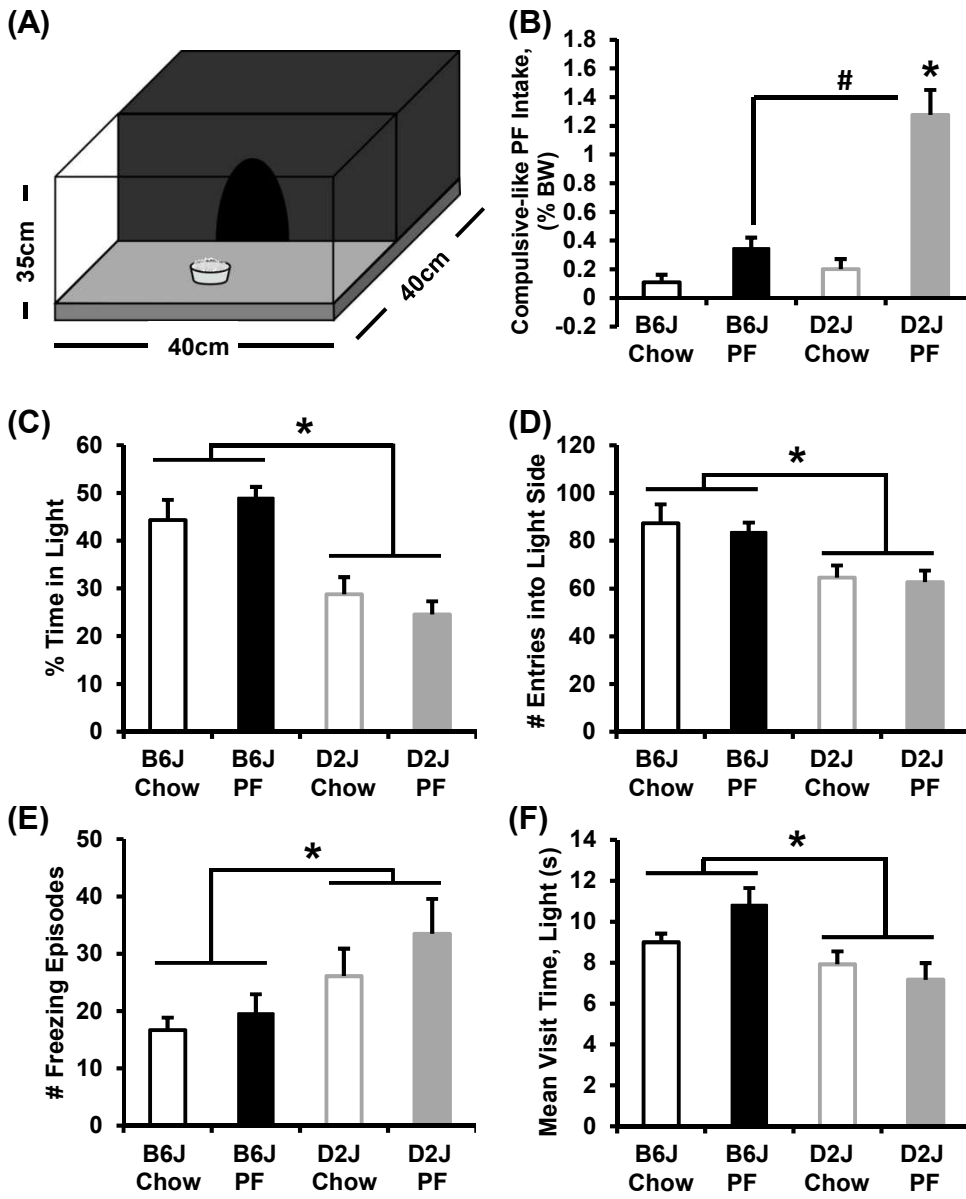 (A)
35cm
40cm
40cm
(B)
Compulsive-like PF Intake,
(% BW)
1.8
1.6
1.4
1.2
1
0.8
0.6
0.4
0.2
0
-0.2
#
*
B6J
Chow
B6J
PF
D2J
Chow
D2J
PF
(C)
% Time in Light
60
50
40
30
20
10
0
*
B6J
Chow
B6J
PF
D2J
Chow
D2J
PF
(D)
# Entries into Light Side
120
100
80
60
40
20
0
*
B6J
Chow
B6J
PF
D2J
Chow
D2J
PF
(E)
# Freezing Episodes
50
40
30
20
10
0
*
B6J
Chow
B6J
PF
D2J
Chow
D2J
PF
(F)
Mean Visit Time, Light (s)
14
12
10
8
6
4
2
0
*
B6J
Chow
B6J
PF
D2J
Chow
D2J
PF